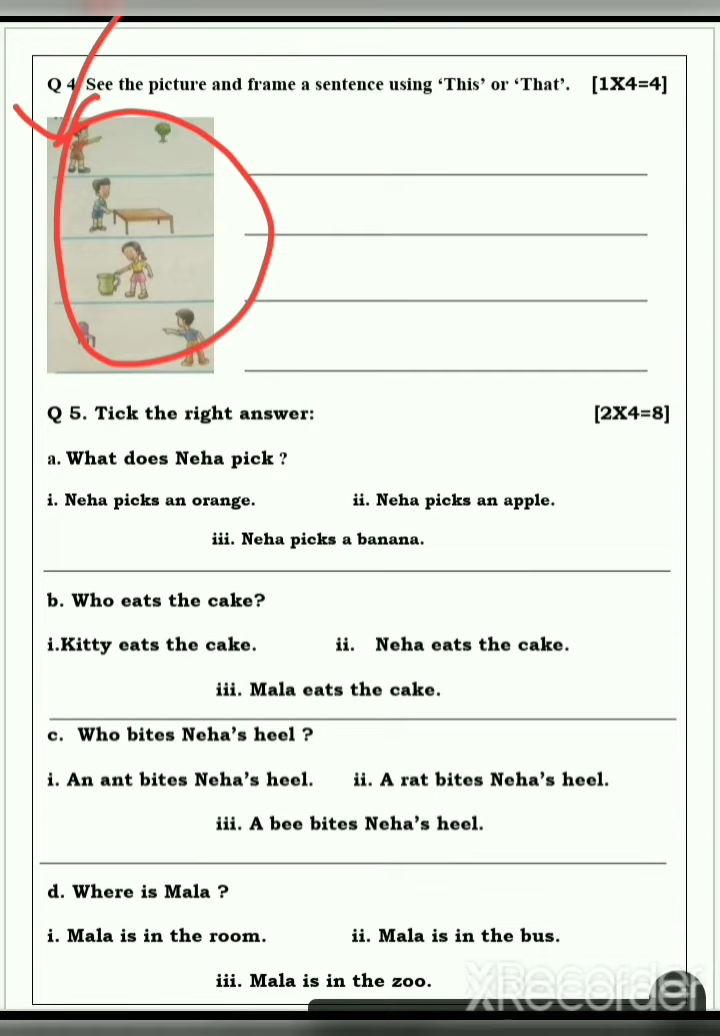 Q 4. See the picture and frame a sentence using ‘This’ or ‘That’. [1X4=4]
Q 5. Tick the right answer: [2X4=8]
a. What does Neha pick ?
i. Neha picks an orange. ii. Neha picks an apple.
iii. Neha picks a banana.
b. Who eats the cake?
i.Kitty eats the cake. ii. Neha eats the cake.
iii. Mala eats the cake.
c. Who bites Neha’s heel ?
i. An ant bites Neha’s heel. ii. A rat bites Neha’s heel.
iii. A bee bites Neha’s heel.
d. Where is Mala ?
i. Mala is in the room. ii. Mala is in the bus.
iii. Mala is in the zoo.
XRecorder